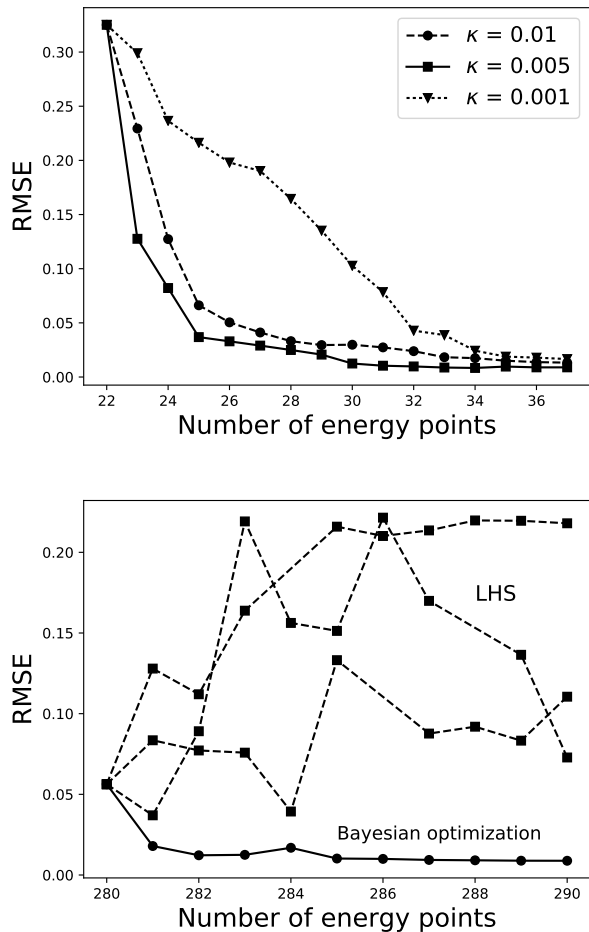 κ = 0.01
κ = 0.005
κ = 0.001
RMSE
0.30
0.25
0.20
0.15
0.10
0.05
0.00
22 24 26 28 30 32 34 36
Number of energy points
RMSE
0.20
0.15
0.10
0.05
0.00
LHS
Bayesian optimization
280 282 284 286 288 290
Number of energy points